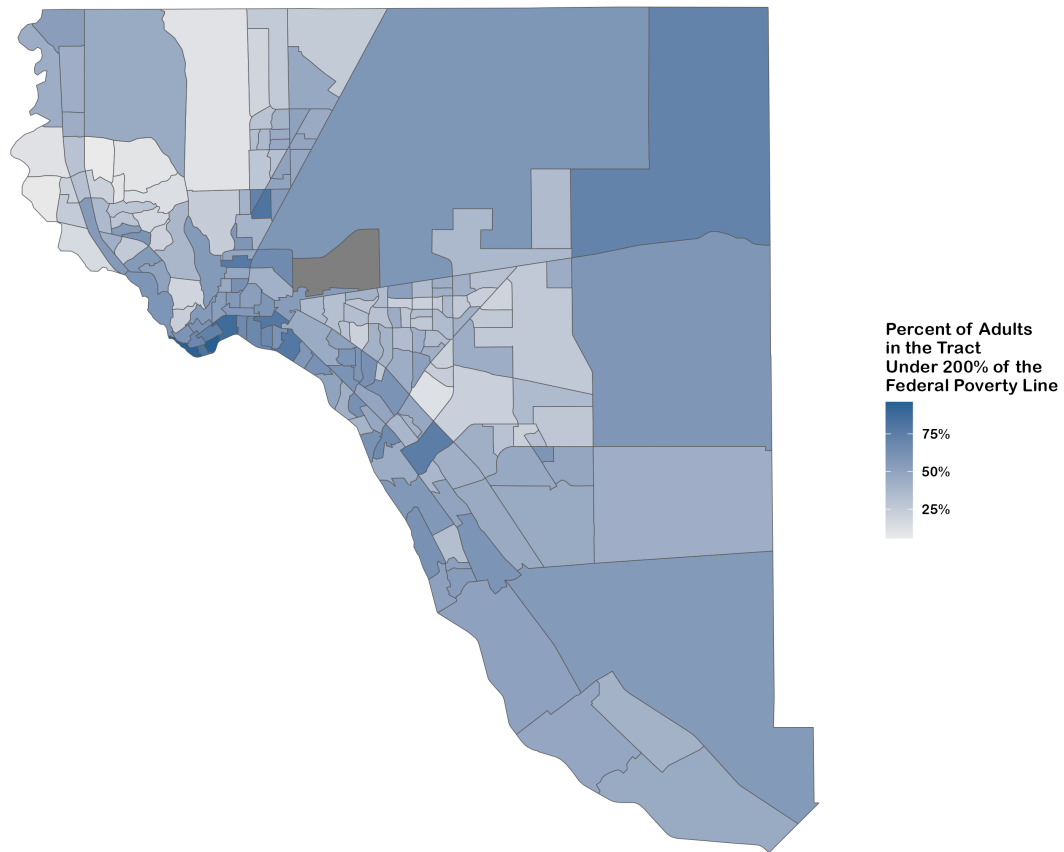 Percent of Adults
in the Tract
Under 200% of the
Federal Poverty Line
75%
50%
25%